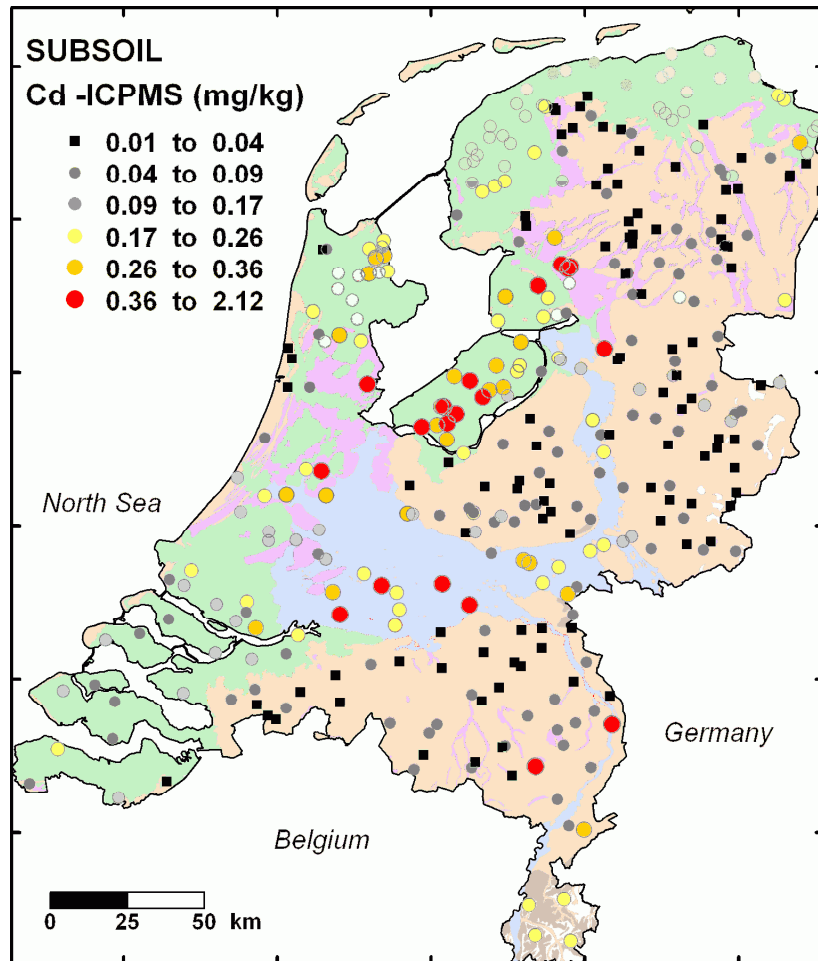 SUBSOIL
Cd -ICPMS (mg/kg)
0.01 to 0.04
0.04 to 0.09
0.09 to 0.17
0.17 to 0.26
0.26 to 0.36
0.36 to 2.12
North Sea
Germany
Belgium
0 25 50 km